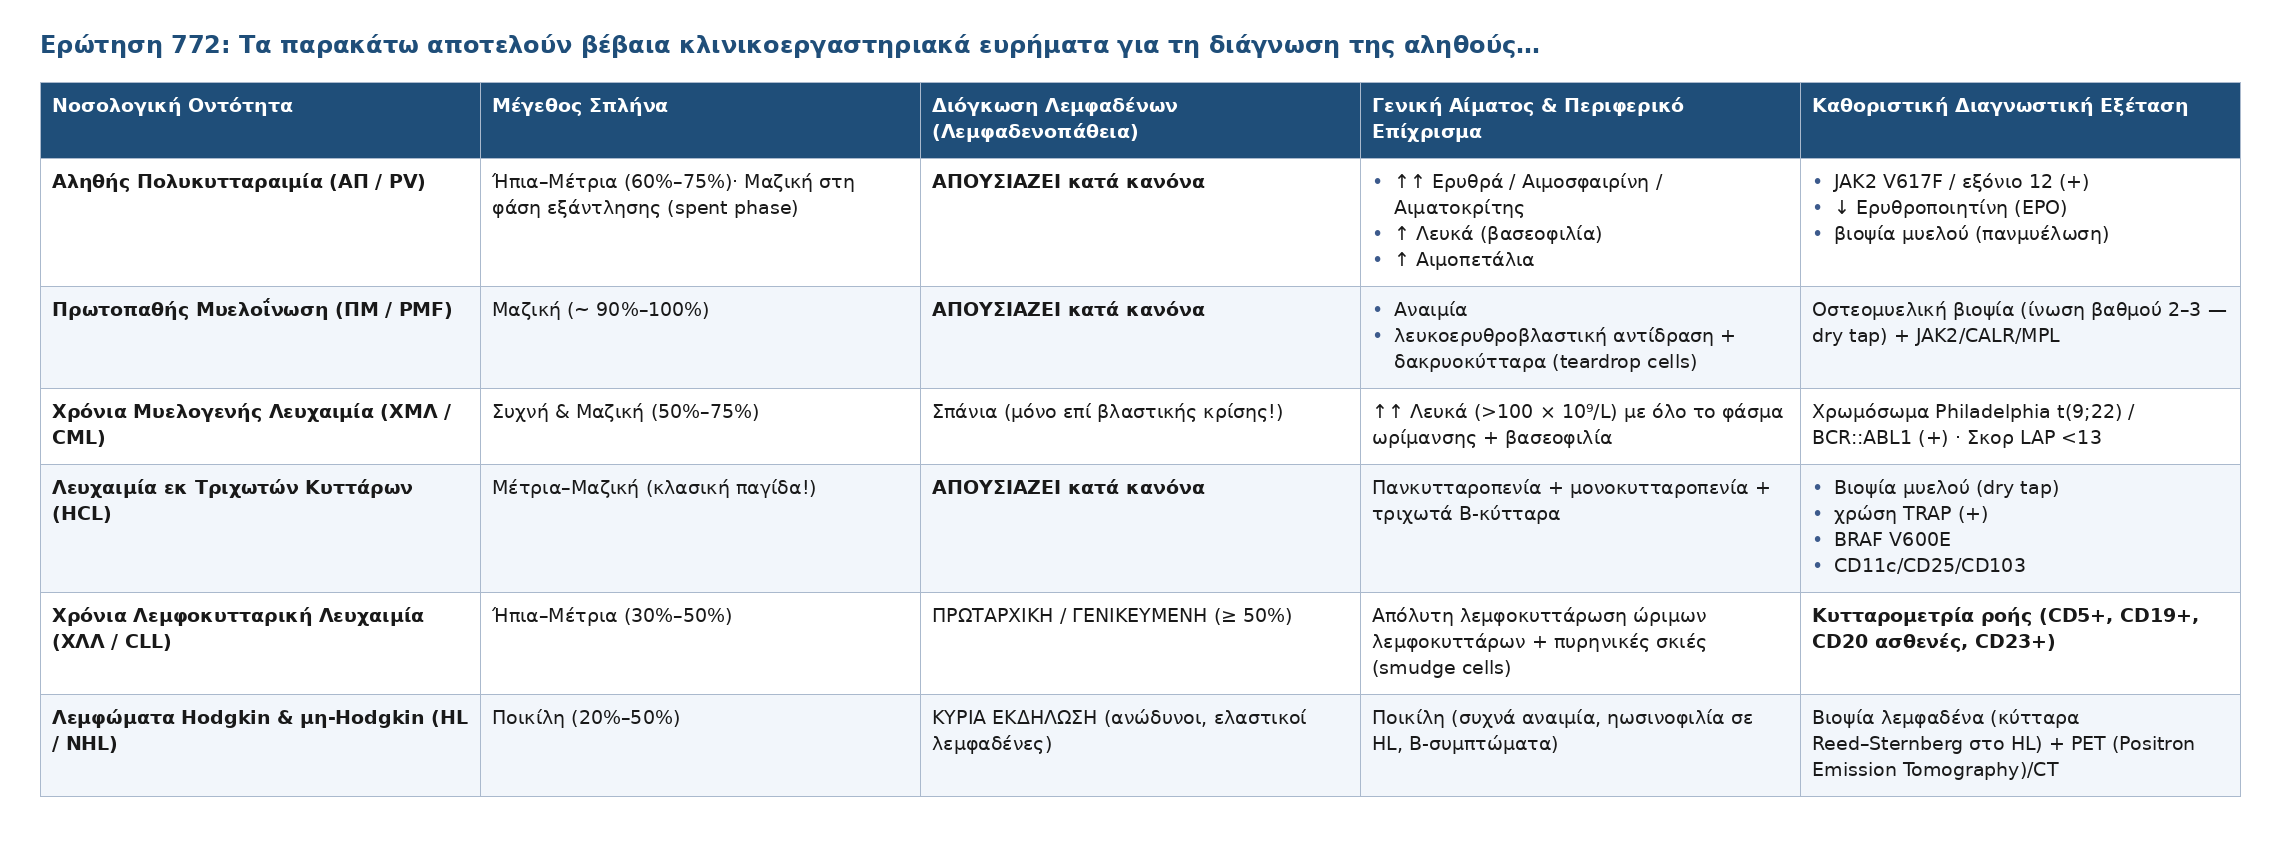 Ερώτηση 772: Τα παρακάτω αποτελούν βέβαια κλινικοεργαστηριακά ευρήματα για τη διάγνωση της αληθούς...
Νοσολογική Οντότητα
Μέγεθος Σπλήνα
Διόγκωση Λεμφαδένων
(Λεμφαδενοπάθεια)
Γενική Αίματος & Περιφερικό
Επίχρισμα
Καθοριστική Διαγνωστική Εξέταση
Αληθής Πολυκυτταραιμία (ΑΠ / PV)
Ήπια–Μέτρια (60%–75%)· Μαζική στη
φάση εξάντλησης (spent phase)
ΑΠΟΥΣΙΑΖΕΙ κατά κανόνα
• ↑↑ Ερυθρά / Αιμοσφαιρίνη /
Αιματοκρίτης
• ↑ Λευκά (βασεοφιλία)
• ↑ Αιμοπετάλια
• JAK2 V617F / εξόνιο 12 (+)
• ↓ Ερυθροποιητίνη (EPO)
• βιοψία μυελού (πανμυέλωση)
Πρωτοπαθής Μυελοΐνωση (ΠΜ / PMF)
Μαζική (~ 90%–100%)
ΑΠΟΥΣΙΑΖΕΙ κατά κανόνα
• Αναιμία
• λευκοερυθροβλαστική αντίδραση +
δακρυοκύτταρα (teardrop cells)
Οστεομυελική βιοψία (ίνωση βαθμού 2–3 —
dry tap) + JAK2/CALR/MPL
Χρόνια Μυελογενής Λευχαιμία (ΧΜΛ /
CML)
Συχνή & Μαζική (50%–75%)
Σπάνια (μόνο επί βλαστικής κρίσης!)
↑↑ Λευκά (>100 × 10⁹/L) με όλο το φάσμα
ωρίμανσης + βασεοφιλία
Χρωμόσωμα Philadelphia t(9;22) /
BCR::ABL1 (+) · Σκορ LAP <13
Λευχαιμία εκ Τριχωτών Κυττάρων
(HCL)
Μέτρια–Μαζική (κλασική παγίδα!)
ΑΠΟΥΣΙΑΖΕΙ κατά κανόνα
Πανκυτταροπενία + μονοκυτταροπενία +
τριχωτά Β-κύτταρα
• Βιοψία μυελού (dry tap)
• χρώση TRAP (+)
• BRAF V600E
• CD11c/CD25/CD103
Χρόνια Λεμφοκυτταρική Λευχαιμία
(ΧΛΛ / CLL)
Ήπια–Μέτρια (30%–50%)
ΠΡΩΤΑΡΧΙΚΗ / ΓΕΝΙΚΕΥΜΕΝΗ (≥ 50%)
Απόλυτη λεμφοκυττάρωση ώριμων
λεμφοκυττάρων + πυρηνικές σκιές
(smudge cells)
Κυτταρομετρία ροής (CD5+, CD19+,
CD20 ασθενές, CD23+)
Λεμφώματα Hodgkin & μη-Hodgkin (HL
/ NHL)
Ποικίλη (20%–50%)
ΚΥΡΙΑ ΕΚΔΗΛΩΣΗ (ανώδυνοι, ελαστικοί
λεμφαδένες)
Ποικίλη (συχνά αναιμία, ηωσινοφιλία σε
HL, Β-συμπτώματα)
Βιοψία λεμφαδένα (κύτταρα
Reed–Sternberg στο HL) + PET (Positron
Emission Tomography)/CT